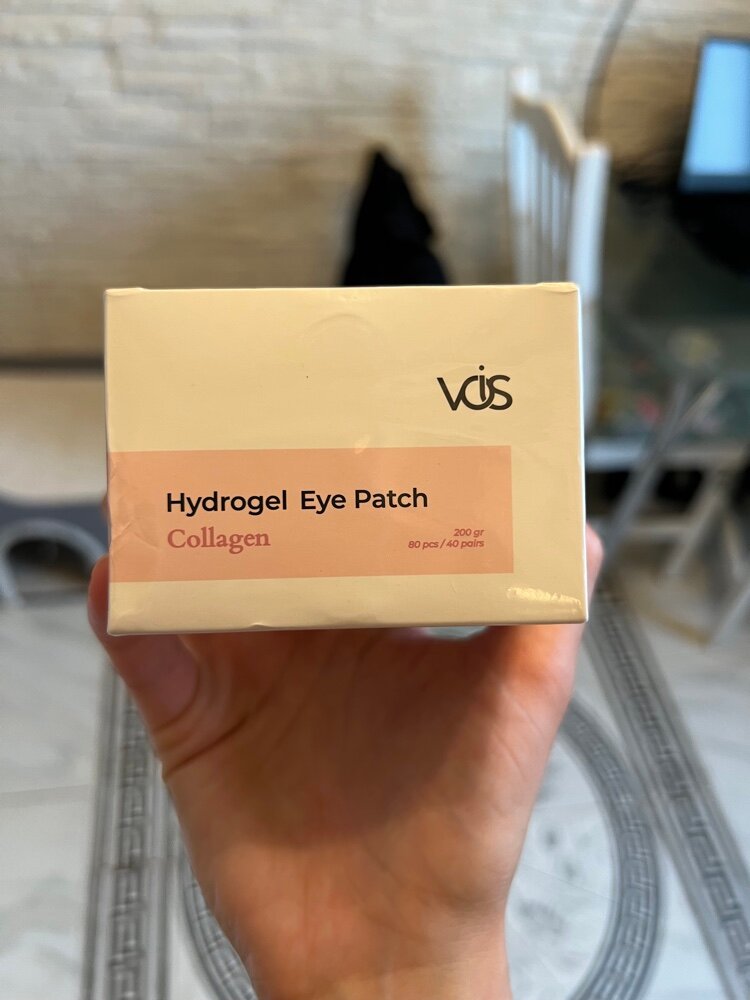 VOiS
Hydrogel Eye Patch
Collagen
200 gr
80 pcs / 40 pairs